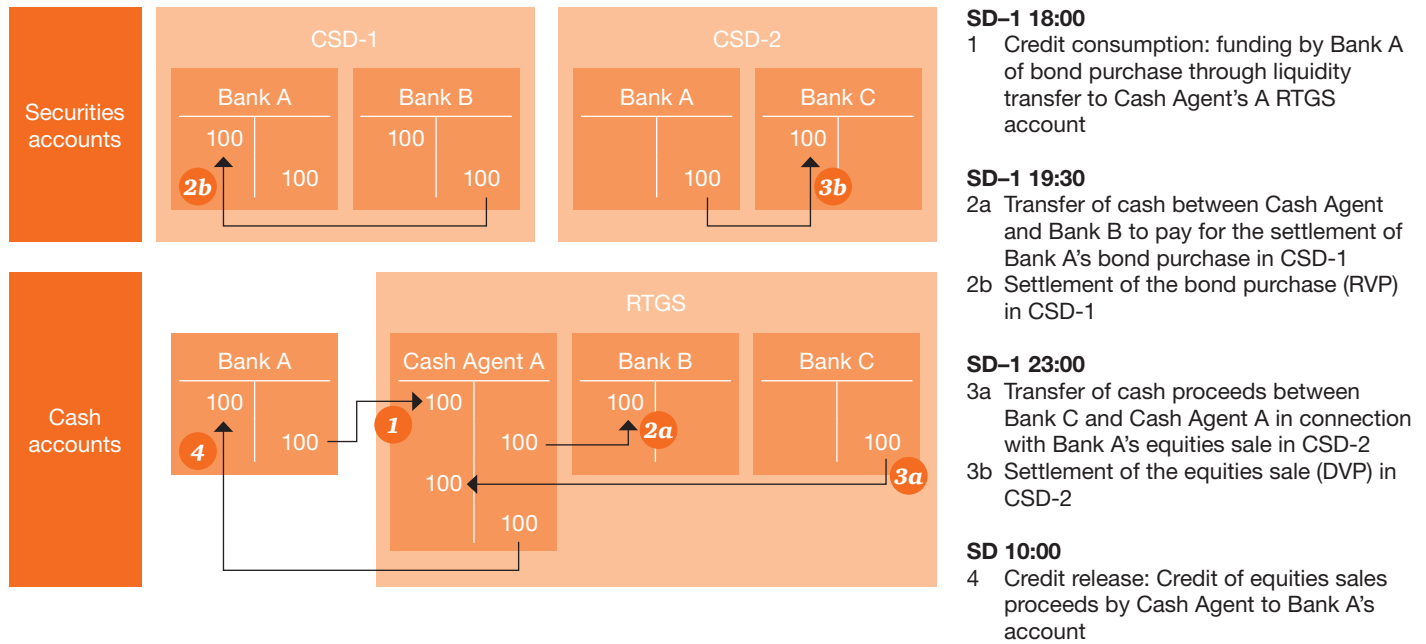 Securities
accounts
CSD-1
CSD-2
Bank A
Bank B
Bank A
Bank C
100
100
100
100
100
100
2b
3b
Cash
accounts
RTGS
Bank A
Cash Agent A
Bank B
Bank C
100
100
100
1
2a
4
100
100
100
100
3a
100
SD–1 18:00
1 Credit consumption: funding by Bank A
of bond purchase through liquidity
transfer to Cash Agent’s A RTGS
account
SD–1 19:30
2a Transfer of cash between Cash Agent
and Bank B to pay for the settlement of
Bank A’s bond purchase in CSD-1
2b Settlement of the bond purchase (RVP)
in CSD-1
SD–1 23:00
3a Transfer of cash proceeds between
Bank C and Cash Agent A in connection
with Bank A’s equities sale in CSD-2
3b Settlement of the equities sale (DVP) in
CSD-2
SD 10:00
4 Credit release: Credit of equities sales
proceeds by Cash Agent to Bank A’s
account